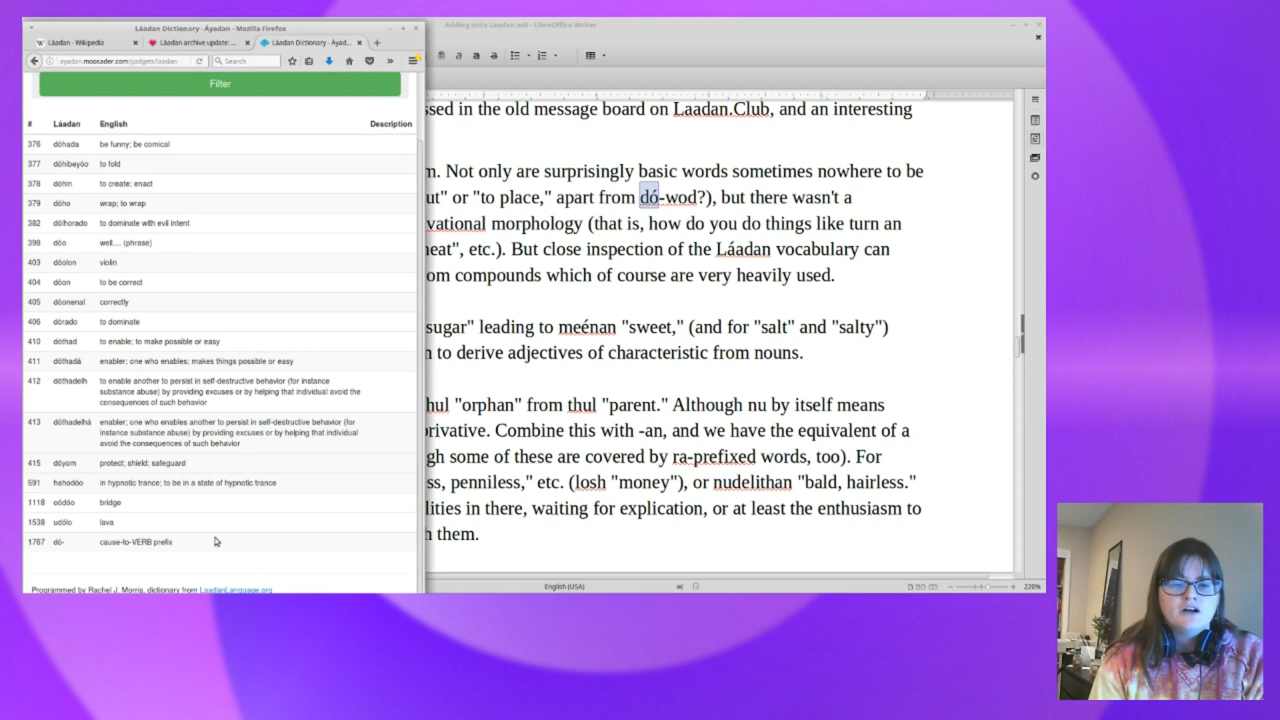 Láadan Dictionary - Áyadan - Mozilla Firefox
Láadan - Wikipedia
Láadan archive update: ...
Láadan Dictionary - Áyad...
ayadan.moosader.com/gadgets/laadan
Search
Filter
# Láadan English Description
376 dóhada be funny; be comical
377 dóhibeyóo to fold
378 dóhin to create; enact
379 dóho wrap; to wrap
382 dólhorado to dominate with evil intent
398 dóo well.... (phrase)
403 dóolon violin
404 dóon to be correct
405 dóonenal correctly
406 dórado to dominate
410 dóthad to enable; to make possible or easy
411 dóthadá enabler; one who enables; makes things possible or easy
412 dóthadelh to enable another to persist in self-destructive behavior (for instance
substance abuse) by providing excuses or by helping that individual avoid the
consequences of such behavior
413 dóthadelhá enabler; one who enables another to persist in self-destructive behavior (for
instance substance abuse) by providing excuses or by helping that individual
avoid the consequences of such behavior
415 dóyom protect; shield; safeguard
591 hahodóo in hypnotic trance; to be in a state of hypnotic trance
1118 oódóo bridge
1538 udólo lava
1767 dó- cause-to-VERB prefix
Programmed by Rachel J. Morris, dictionary from LaadanLanguage.org
Adding onto Laadan.odt - LibreOffice Writer
ssed in the old message board on Laadan.Club, and an interesting
m. Not only are surprisingly basic words sometimes nowhere to be
ut" or "to place," apart from dó-wod?), but there wasn't a
vational morphology (that is, how do you do things like turn an
neat", etc.). But close inspection of the Láadan vocabulary can
om compounds which of course are very heavily used.
sugar" leading to meénan "sweet," (and for "salt" and "salty")
n to derive adjectives of characteristic from nouns.
hul "orphan" from thul "parent." Although nu by itself means
privative. Combine this with -an, and we have the equivalent of a
gh some of these are covered by ra-prefixed words, too). For
ss, penniless," etc. (losh "money"), or nudelithan "bald, hairless."
lities in there, waiting for explication, or at least the enthusiasm to
h them.
English (USA)
220%